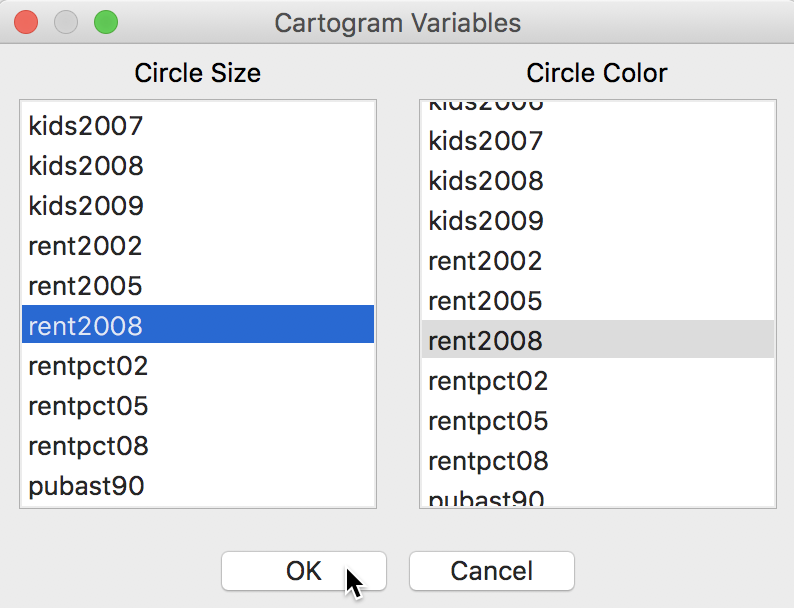 Cartogram Variables
Circle Size
kids2007
kids2008
kids2009
rent2002
rent2005
rent2008
rentpct02
rentpct05
rentpct08
pubast90
Circle Color
kids2006
kids2007
kids2008
kids2009
rent2002
rent2005
rent2008
rentpct02
rentpct05
rentpct08
pubast90
OK
Cancel